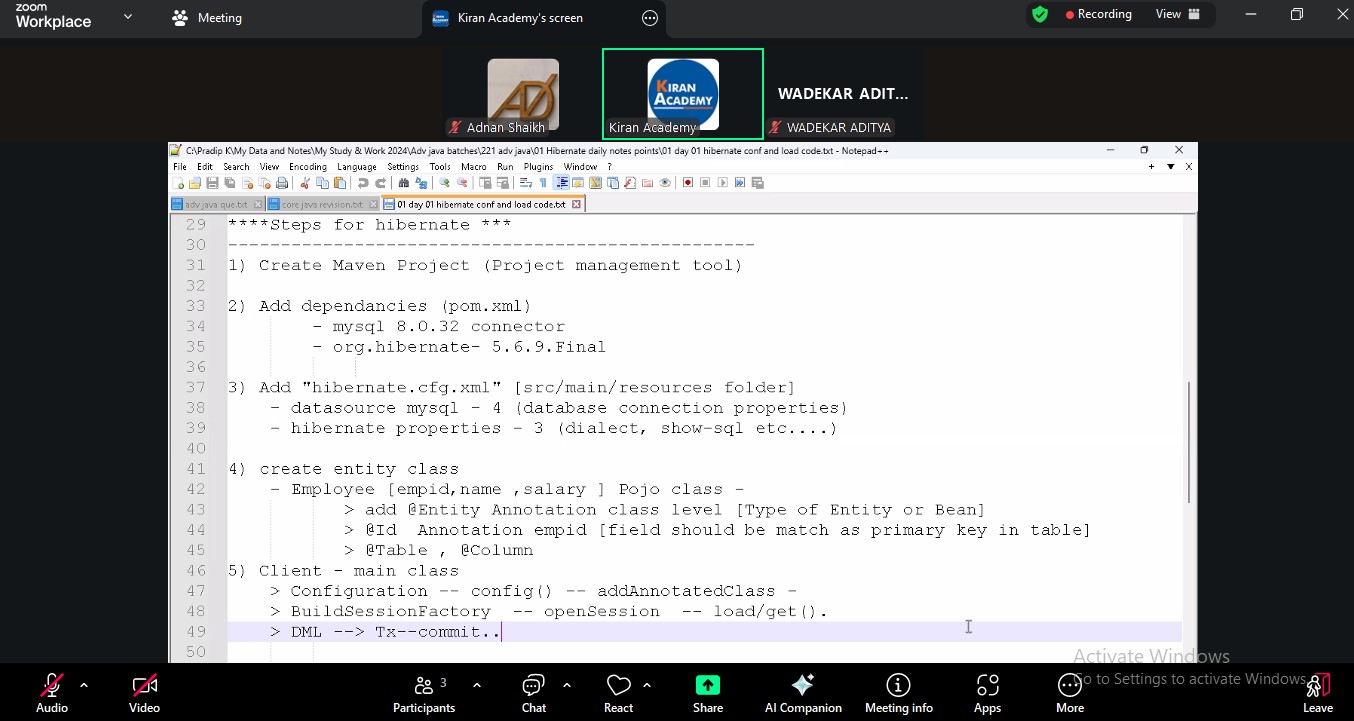 zoom
Workplace
Meeting
Kiran Academy's screen
Recording
View
KIRAN
ACADEMY
WADEKAR ADIT...
Adnan Shaikh
Kiran Academy
WADEKAR ADITYA
C:\Pradip K\My Data and Notes\My Study & Work 2024\Adv java batches\221 adv java\01 Hibernate daily notes points\01 day 01 hibernate conf and load code.txt - Notepad++
File Edit Search View Encoding Language Settings Tools Macro Run Plugins Window ?
adv java que.txt core java revision.txt 01 day 01 hibernate conf and load code.txt
29 ****Steps for hibernate ***
30 --------------------------------------------------
31 1) Create Maven Project (Project management tool)
32
33 2) Add dependancies (pom.xml)
34 - mysql 8.0.32 connector
35 - org.hibernate- 5.6.9.Final
36
37 3) Add "hibernate.cfg.xml" [src/main/resources folder]
38 - datasource mysql - 4 (database connection properties)
39 - hibernate properties - 3 (dialect, show-sql etc....)
40
41 4) create entity class
42 - Employee [empid,name ,salary ] Pojo class -
43 > add @Entity Annotation class level [Type of Entity or Bean]
44 > @Id Annotation empid [field should be match as primary key in table]
45 > @Table , @Column
46 5) Client - main class
47 > Configuration -- config() -- addAnnotatedClass -
48 > BuildSessionFactory -- openSession -- load/get().
49 > DML --> Tx--commit..
50
Activate Windows
Go to Settings to activate Windows.
Audio
Video
3
Participants
Chat
React
Share
AI Companion
Meeting info
Apps
More
Leave